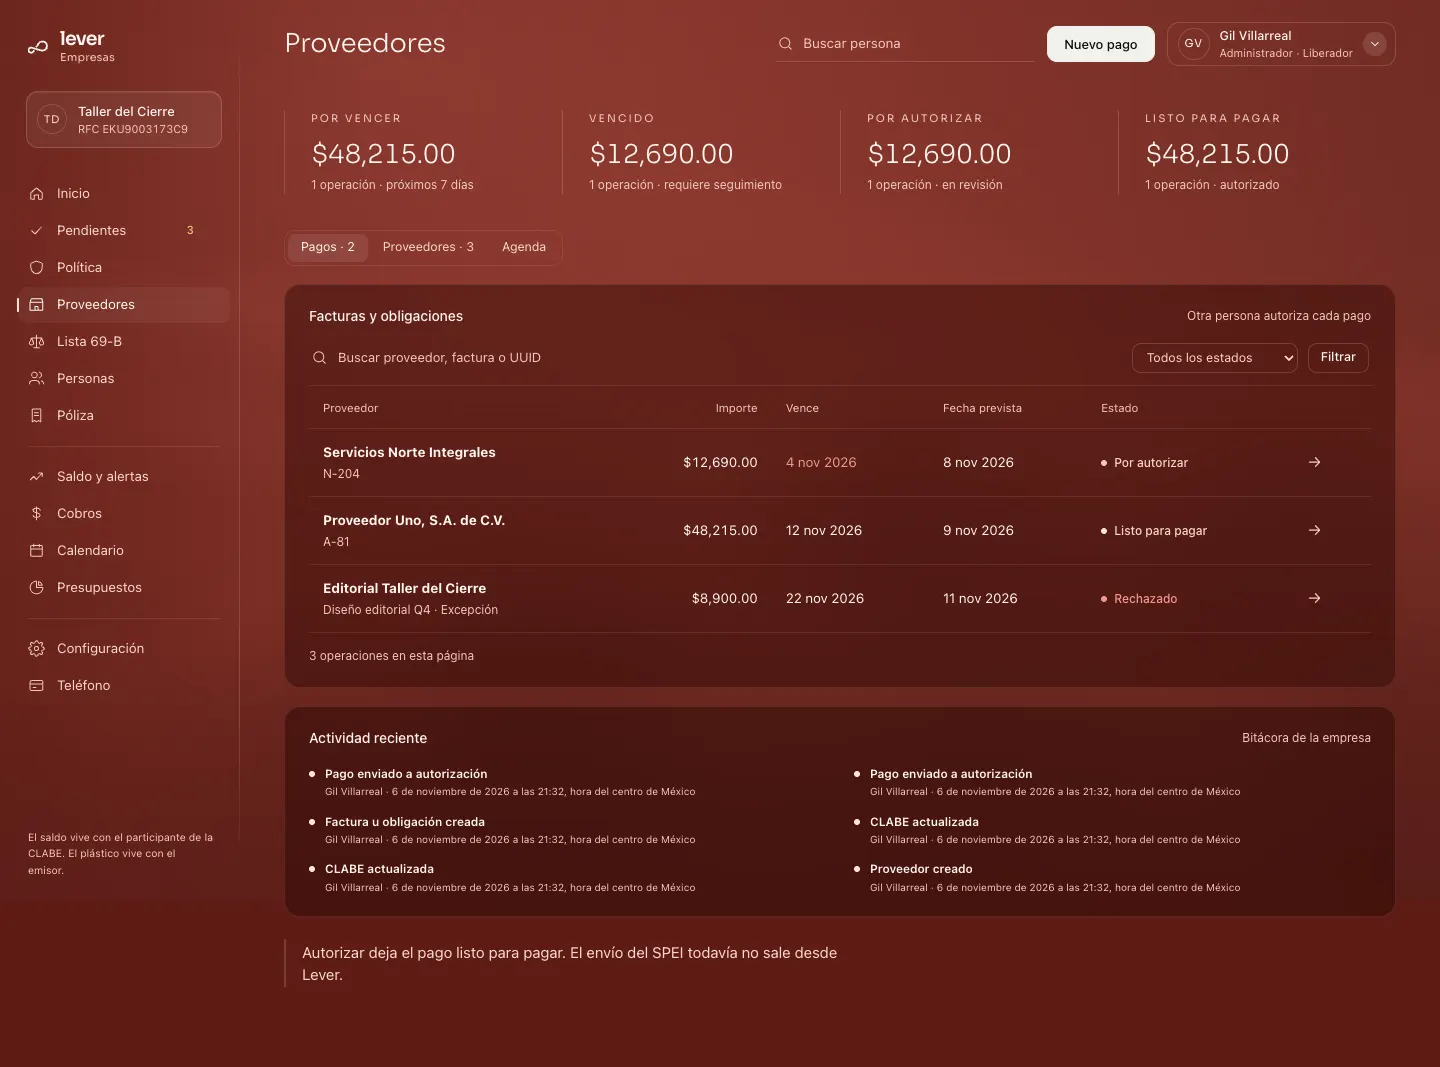 lever
Empresas
TD
Taller del Cierre
RFC EKU9003173C9
Inicio
Pendientes 3
Política
Proveedores
Lista 69-B
Personas
Póliza
Saldo y alertas
Cobros
Calendario
Presupuestos
Configuración
Teléfono
El saldo vive con el participante de la
CLABE. El plástico vive con el
emisor.
Proveedores
Buscar persona
Nuevo pago
GV
Gil Villarreal
Administrador · Liberador
POR VENCER
$48,215.00
1 operación · próximos 7 días
VENCIDO
$12,690.00
1 operación · requiere seguimiento
POR AUTORIZAR
$12,690.00
1 operación · en revisión
LISTO PARA PAGAR
$48,215.00
1 operación · autorizado
Pagos · 2
Proveedores · 3
Agenda
Facturas y obligaciones
Otra persona autoriza cada pago
Buscar proveedor, factura o UUID
Todos los estados
Filtrar
Proveedor Importe Vence Fecha prevista Estado
Servicios Norte Integrales
N-204
$12,690.00 4 nov 2026 8 nov 2026 Por autorizar
Proveedor Uno, S.A. de C.V.
A-81
$48,215.00 12 nov 2026 9 nov 2026 Listo para pagar
Editorial Taller del Cierre
Diseño editorial Q4 · Excepción
$8,900.00 22 nov 2026 11 nov 2026 Rechazado
3 operaciones en esta página
Actividad reciente
Bitácora de la empresa
Pago enviado a autorización
Gil Villarreal · 6 de noviembre de 2026 a las 21:32, hora del centro de México
Pago enviado a autorización
Gil Villarreal · 6 de noviembre de 2026 a las 21:32, hora del centro de México
Factura u obligación creada
Gil Villarreal · 6 de noviembre de 2026 a las 21:32, hora del centro de México
CLABE actualizada
Gil Villarreal · 6 de noviembre de 2026 a las 21:32, hora del centro de México
CLABE actualizada
Gil Villarreal · 6 de noviembre de 2026 a las 21:32, hora del centro de México
Proveedor creado
Gil Villarreal · 6 de noviembre de 2026 a las 21:32, hora del centro de México
Autorizar deja el pago listo para pagar. El envío del SPEI todavía no sale desde
Lever.